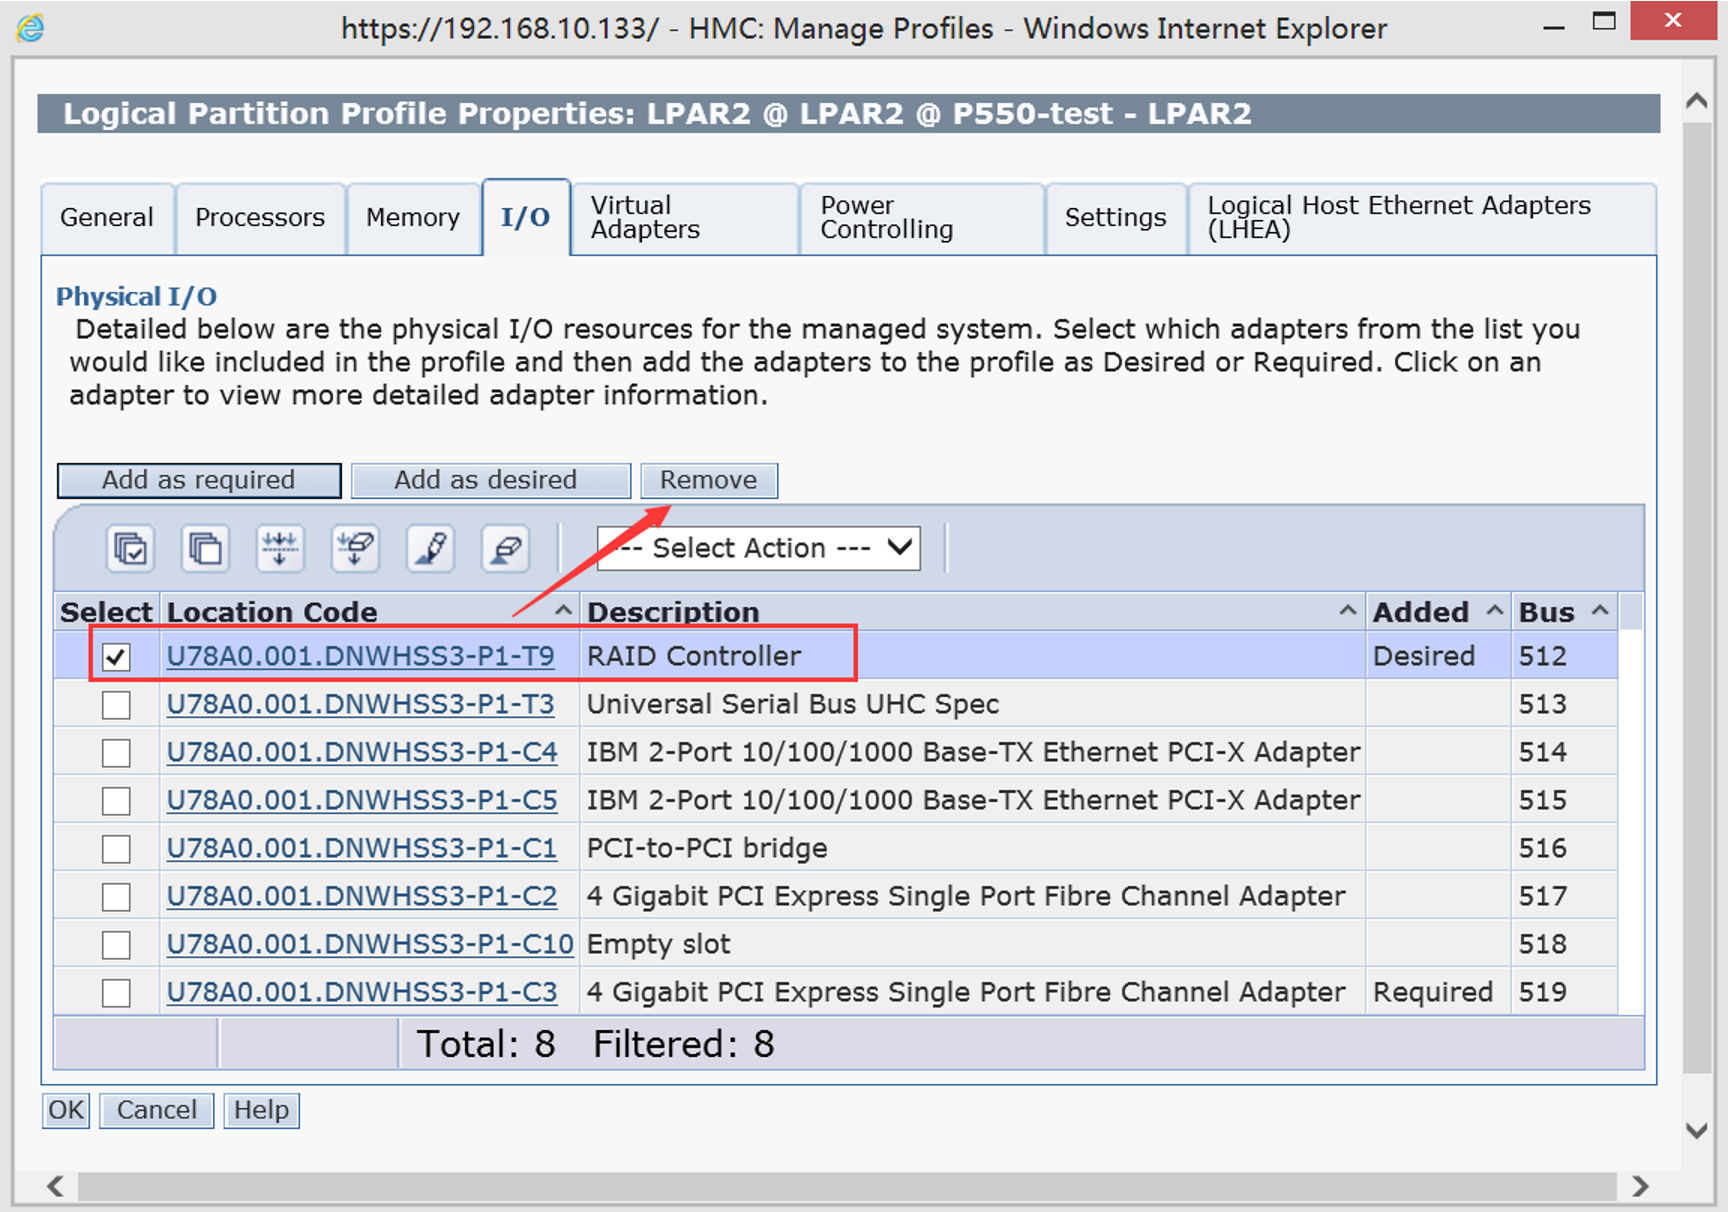 https://192.168.10.133/ - HMC: Manage Profiles - Windows Internet Explorer
Logical Partition Profile Properties: LPAR2 @ LPAR2 @ P550-test - LPAR2
General Processors Memory I/O Virtual Adapters Power Controlling Settings Logical Host Ethernet Adapters (LHEA)
Physical I/O
Detailed below are the physical I/O resources for the managed system. Select which adapters from the list you
would like included in the profile and then add the adapters to the profile as Desired or Required. Click on an
adapter to view more detailed adapter information.
Add as required Add as desired Remove
--- Select Action ---
Select Location Code Description Added Bus
U78A0.001.DNWHSS3-P1-T9 RAID Controller Desired 512
U78A0.001.DNWHSS3-P1-T3 Universal Serial Bus UHC Spec 513
U78A0.001.DNWHSS3-P1-C4 IBM 2-Port 10/100/1000 Base-TX Ethernet PCI-X Adapter 514
U78A0.001.DNWHSS3-P1-C5 IBM 2-Port 10/100/1000 Base-TX Ethernet PCI-X Adapter 515
U78A0.001.DNWHSS3-P1-C1 PCI-to-PCI bridge 516
U78A0.001.DNWHSS3-P1-C2 4 Gigabit PCI Express Single Port Fibre Channel Adapter 517
U78A0.001.DNWHSS3-P1-C10 Empty slot 518
U78A0.001.DNWHSS3-P1-C3 4 Gigabit PCI Express Single Port Fibre Channel Adapter Required 519
Total: 8 Filtered: 8
OK Cancel Help